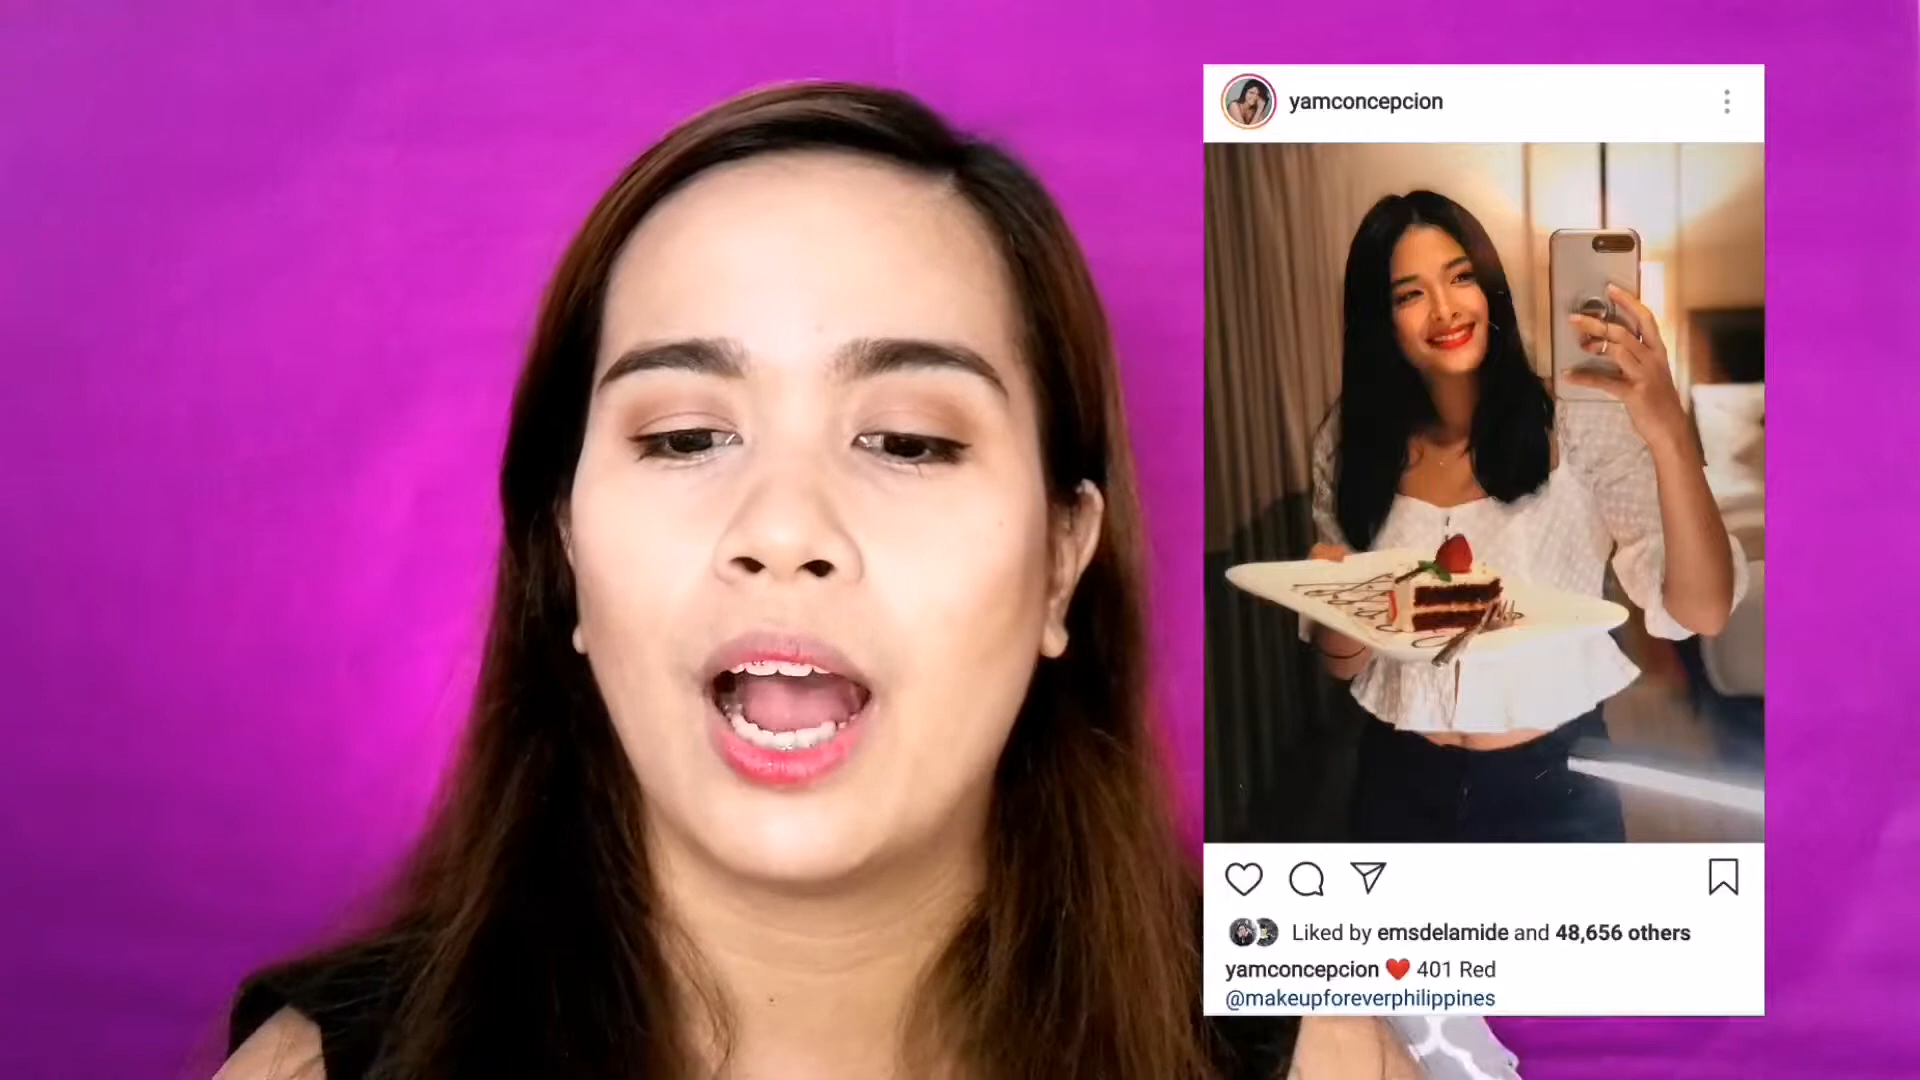 yamconcepcion
Liked by emsdelamide and 48,656 others
yamconcepcion ❤️ 401 Red
@makeupforeverphilippines